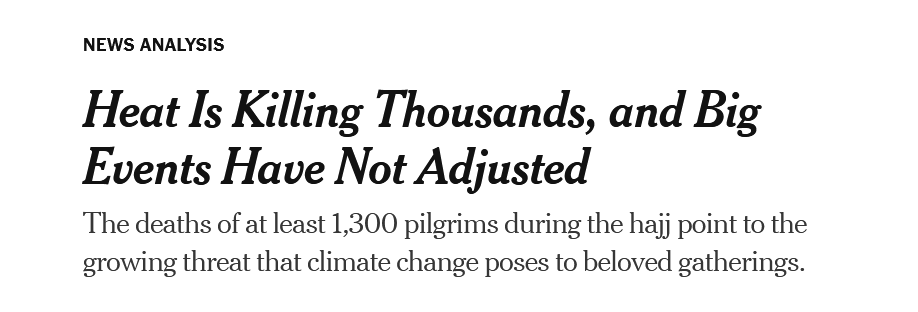 NEWS ANALYSIS
Heat Is Killing Thousands, and Big
Events Have Not Adjusted
The deaths of at least 1,300 pilgrims during the hajj point to the
growing threat that climate change poses to beloved gatherings.